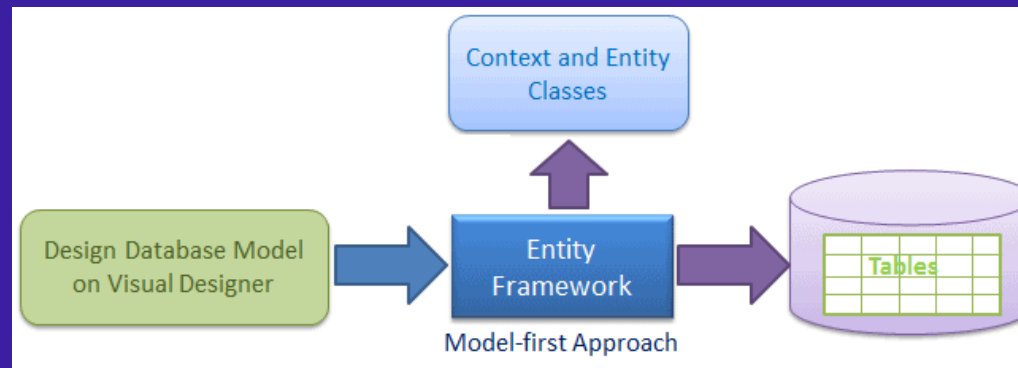 Context and Entity
Classes
Design Database Model
on Visual Designer
Entity
Framework
Tables
Model-first Approach